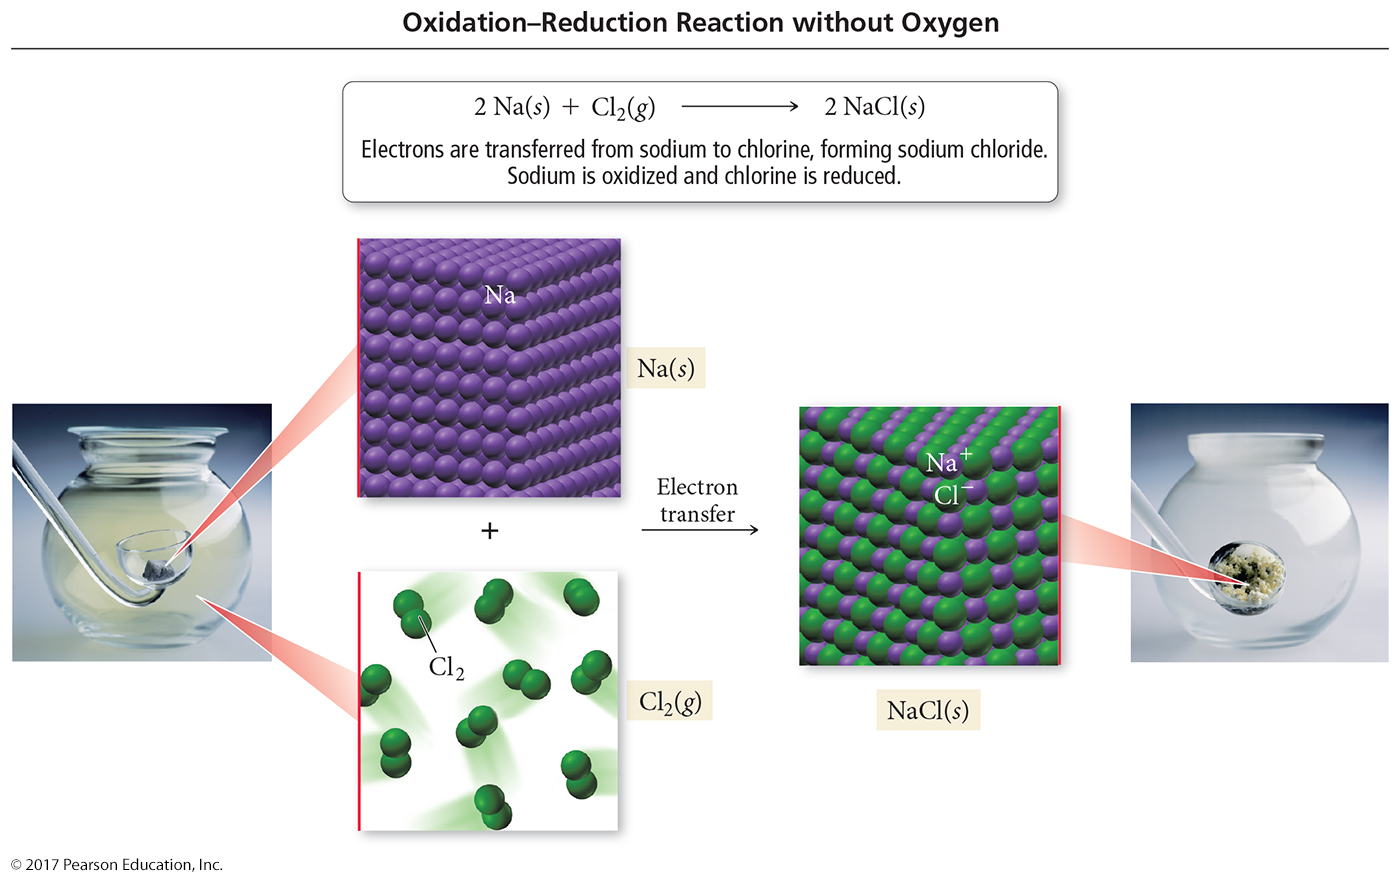 Oxidation–Reduction Reaction without Oxygen
2 Na(s) + Cl₂(g) ⟶ 2 NaCl(s)
Electrons are transferred from sodium to chlorine, forming sodium chloride.
Sodium is oxidized and chlorine is reduced.
Na
Na(s)
+
Cl₂
Cl₂(g)
Electron
transfer
Na⁺
Cl⁻
NaCl(s)
© 2017 Pearson Education, Inc.